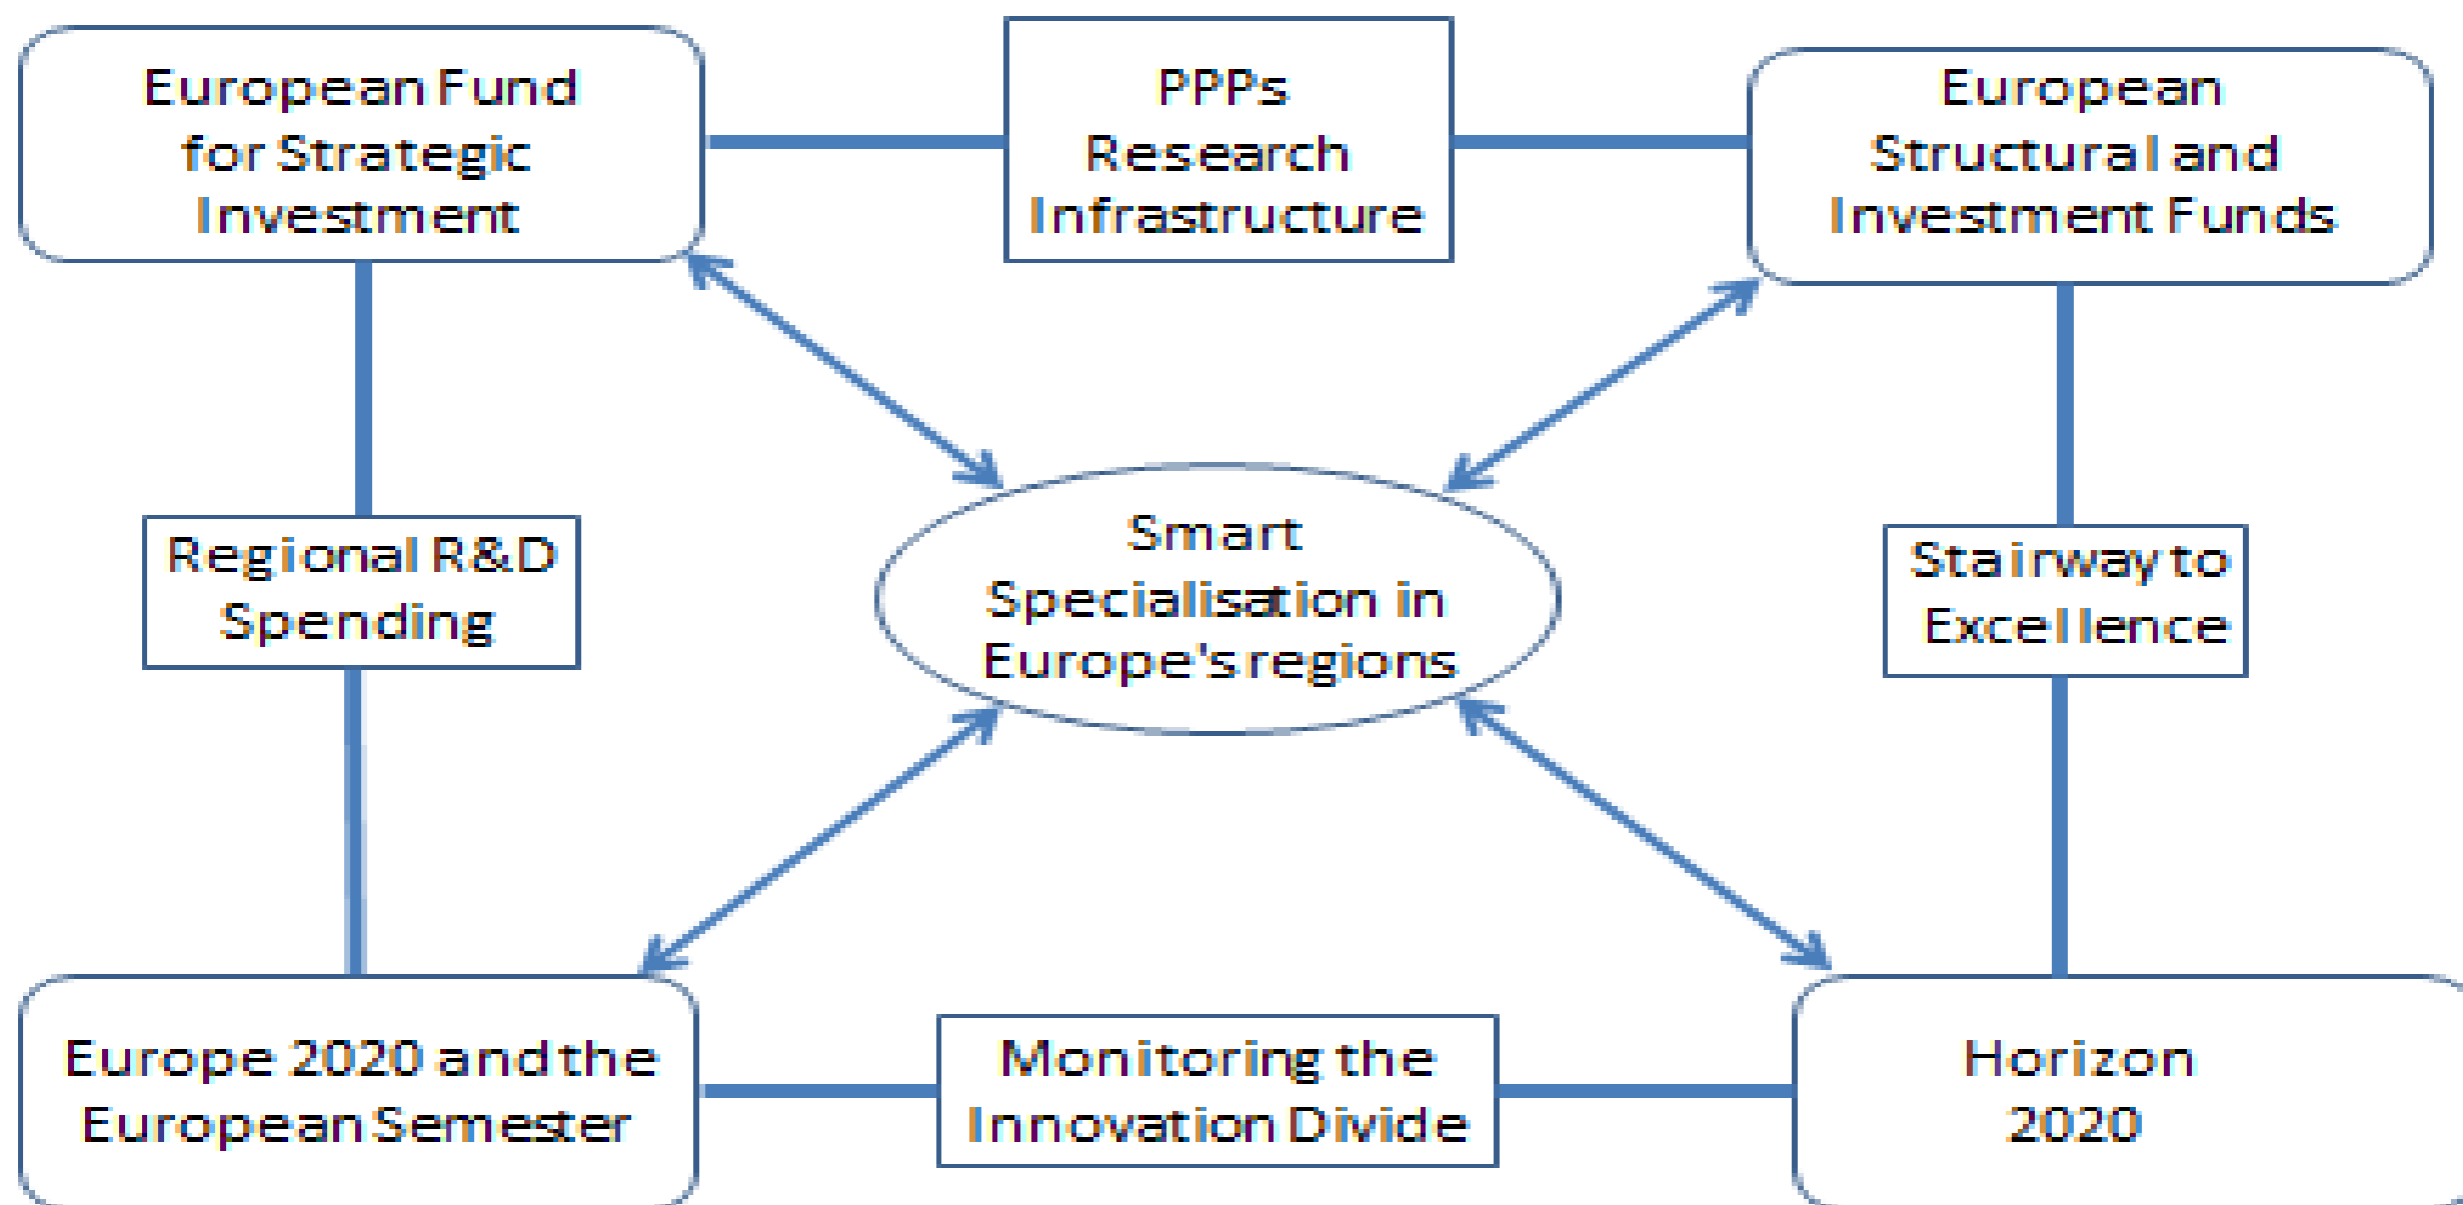 European Fund
for Strategic
Investment
PPPs
Research
Infrastructure
European
Structural and
Investment Funds
Regional R&D
Spending
Smart
Specialisation in
Europe's regions
Stairway to
Excellence
Europe 2020 and the
European Semester
Monitoring the
Innovation Divide
Horizon
2020